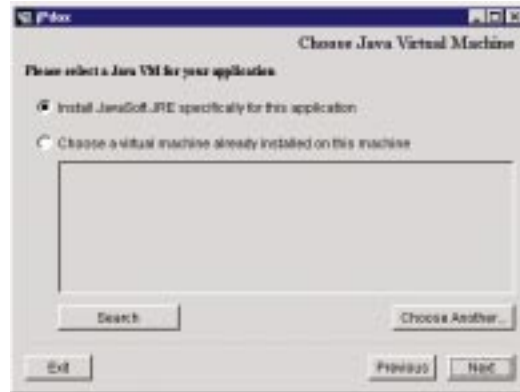 jPdox
Choose Java Virtual Machine
Please select a Java VM for your application
Install JavaSoft JRE specifically for this application
Choose a virtual machine already installed on this machine
Search
Choose Another...
Exit
Previous
Next